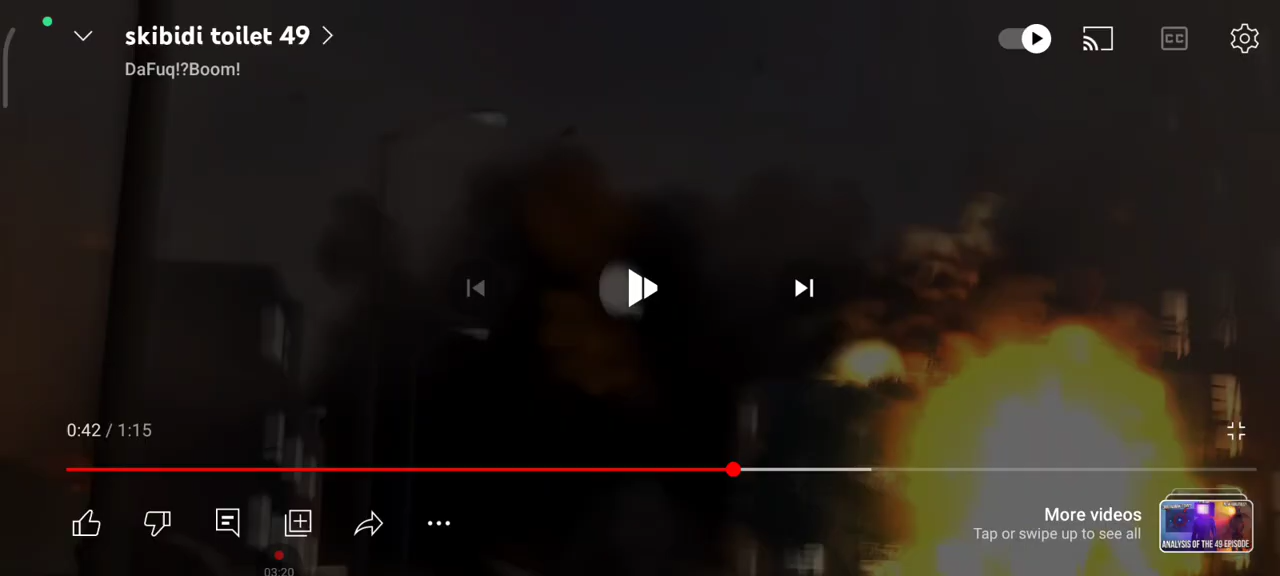 skibidi toilet 49
DaFuq!?Boom!
CC
0:42 / 1:15
More videos
Tap or swipe up to see all
ANALYSIS OF THE 49 EPISODE
03:20